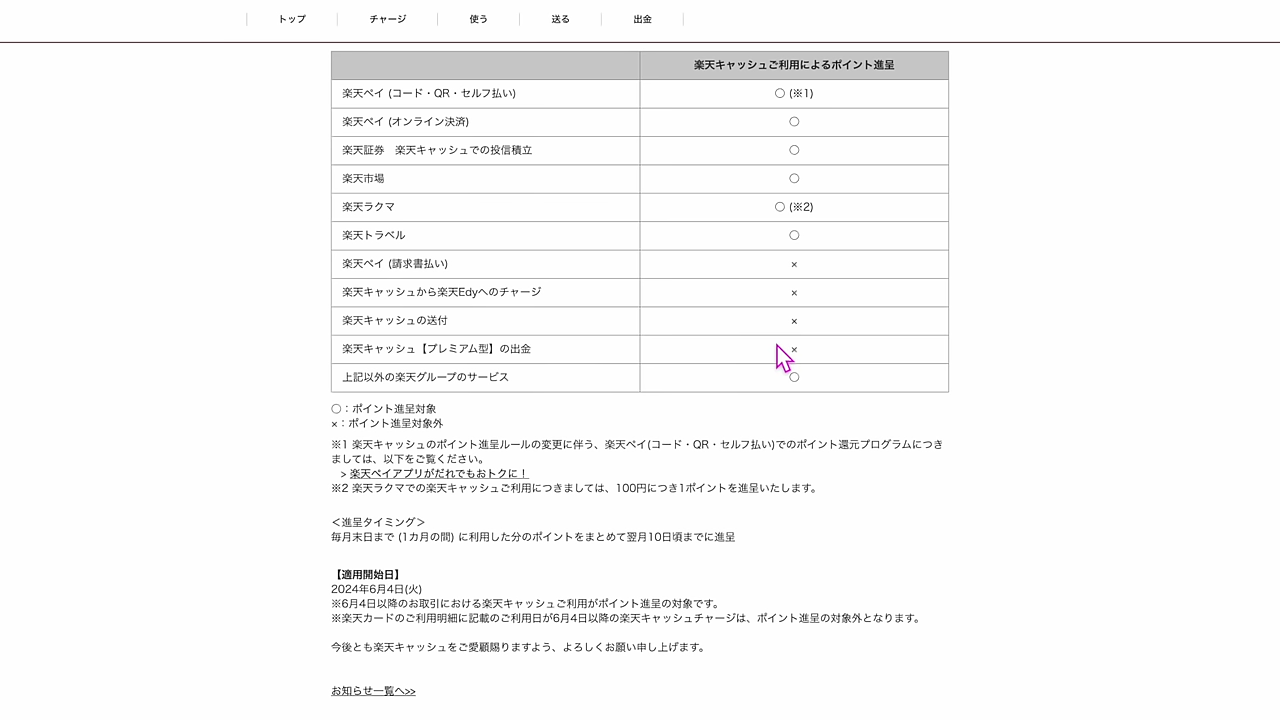 トップ
チャージ
使う
送る
出金
楽天キャッシュご利用によるポイント進呈
楽天ペイ (コード・QR・セルフ払い)
〇 (※1)
楽天ペイ (オンライン決済)
〇
楽天証券　楽天キャッシュでの投信積立
〇
楽天市場
〇
楽天ラクマ
〇 (※2)
楽天トラベル
〇
楽天ペイ (請求書払い)
×
楽天キャッシュから楽天Edyへのチャージ
×
楽天キャッシュの送付
×
楽天キャッシュ【プレミアム型】の出金
×
上記以外の楽天グループのサービス
〇
〇：ポイント進呈対象
×：ポイント進呈対象外
※1 楽天キャッシュのポイント進呈ルールの変更に伴う、楽天ペイ(コード・QR・セルフ払い)でのポイント還元プログラムにつき
ましては、以下をご覧ください。
> 楽天ペイアプリがだれでもおトクに！
※2 楽天ラクマでの楽天キャッシュご利用につきましては、100円につき1ポイントを進呈いたします。
＜進呈タイミング＞
毎月末日まで (1カ月の間) に利用した分のポイントをまとめて翌月10日頃までに進呈
【適用開始日】
2024年6月4日(火)
※6月4日以降のお取引における楽天キャッシュご利用がポイント進呈の対象です。
※楽天カードのご利用明細に記載のご利用日が6月4日以降の楽天キャッシュチャージは、ポイント進呈の対象外となります。
今後とも楽天キャッシュをご愛顧賜りますよう、よろしくお願い申し上げます。
お知らせ一覧へ>>